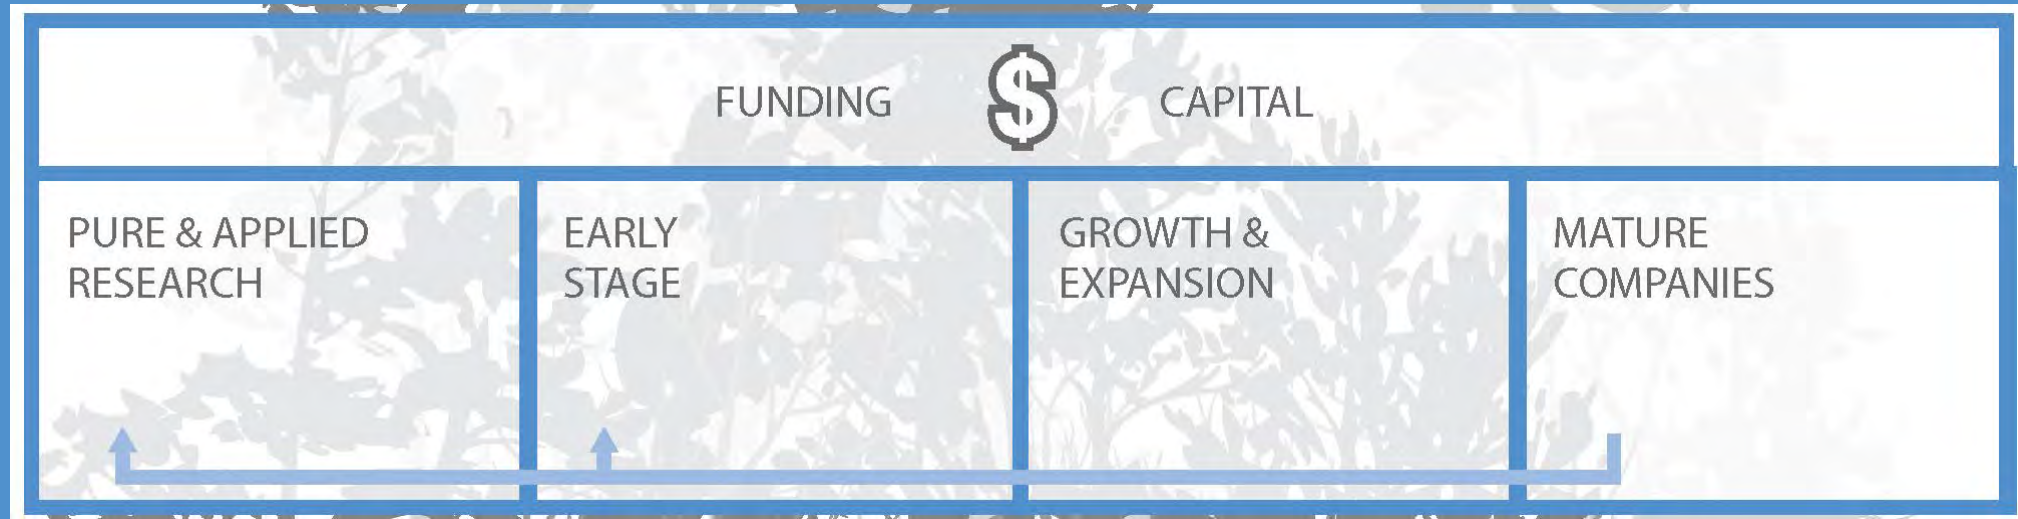 FUNDING $ CAPITAL
PURE & APPLIED
RESEARCH
EARLY
STAGE
GROWTH &
EXPANSION
MATURE
COMPANIES